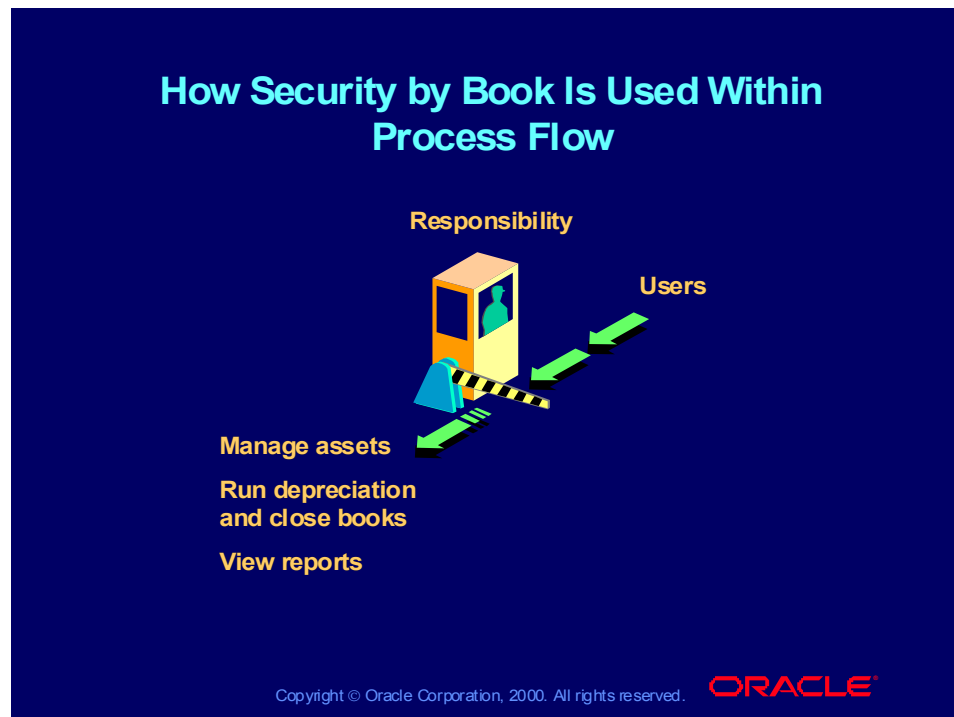 How Security by Book Is Used Within
Process Flow
Responsibility
Users
Manage assets
Run depreciation
and close books
View reports
Copyright © Oracle Corporation, 2000. All rights reserved.
ORACLE®